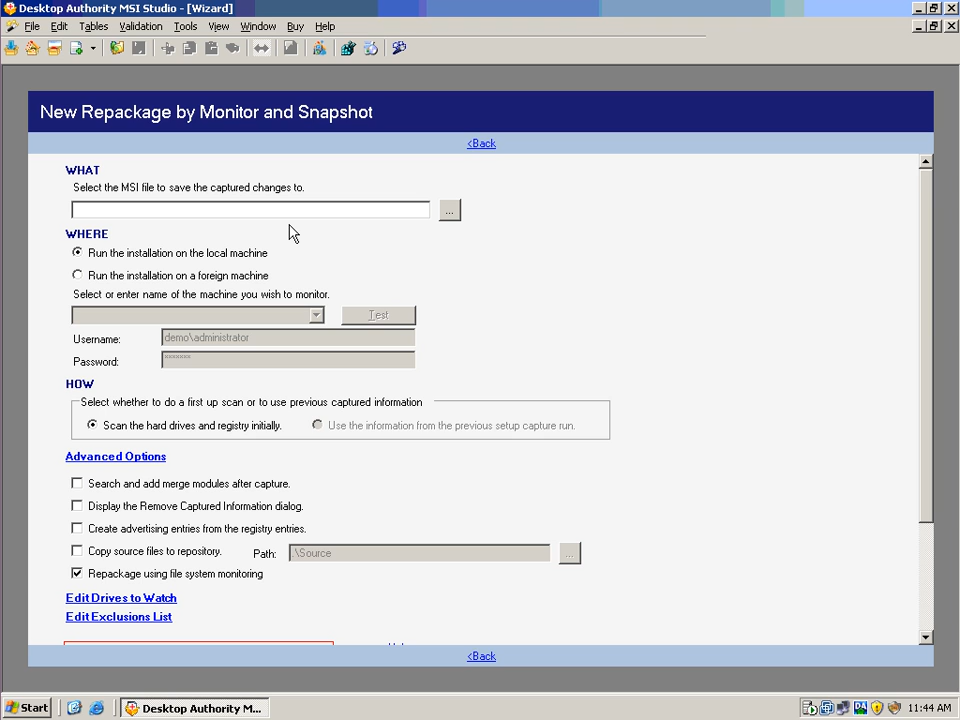 Desktop Authority MSI Studio - [Wizard]
File Edit Tables Validation Tools View Window Buy Help
New Repackage by Monitor and Snapshot
<Back
WHAT
Select the MSI file to save the captured changes to.
...
WHERE
Run the installation on the local machine
Run the installation on a foreign machine
Select or enter name of the machine you wish to monitor.
Test
Username: demo\administrator
Password: *******
HOW
Select whether to do a first up scan or to use previous captured information
Scan the hard drives and registry initially. Use the information from the previous setup capture run.
Advanced Options
Search and add merge modules after capture.
Display the Remove Captured Information dialog.
Create advertising entries from the registry entries.
Copy source files to repository. Path: .\Source ...
Repackage using file system monitoring
Edit Drives to Watch
Edit Exclusions List
<Back
Start Desktop Authority M... DA 11:44 AM